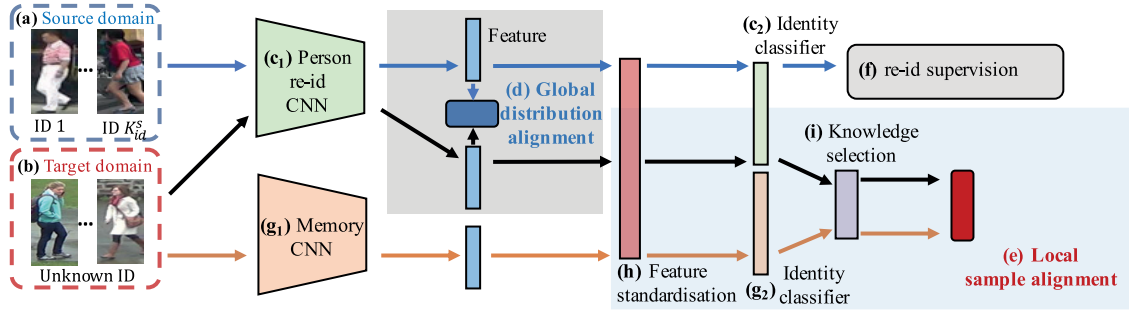 (a) Source domain
ID 1
ID K^s_id
(b) Target domain
Unknown ID
(c1) Person
re-id
CNN
(g1) Memory
CNN
Feature
(d) Global
distribution
alignment
(h) Feature
standardisation
(c2) Identity
classifier
(f) re-id supervision
(i) Knowledge
selection
(g2) Identity
classifier
(e) Local
sample alignment